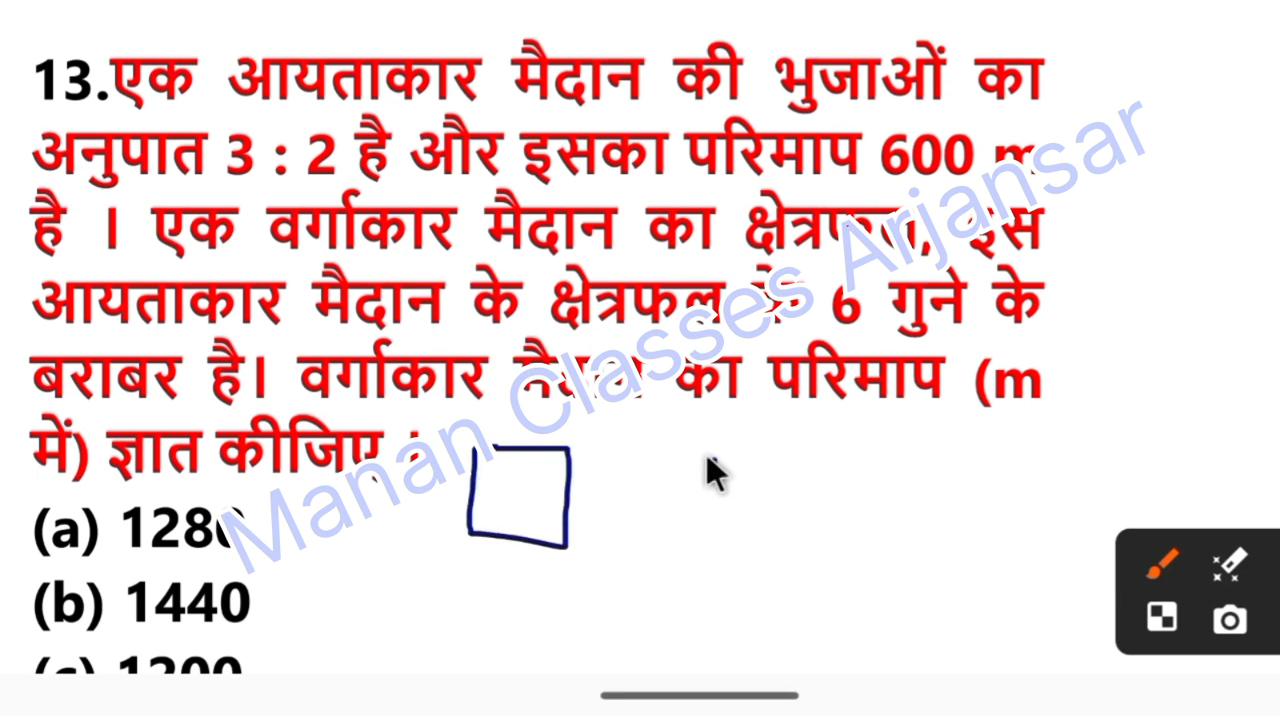 13.एक आयताकार मैदान की भुजाओं का
अनुपात 3 : 2 है और इसका परिमाप 600 m
है । एक वर्गाकार मैदान का क्षेत्रफल, इस
आयताकार मैदान के क्षेत्रफल के 6 गुने के
बराबर है। वर्गाकार मैदान का परिमाप (m
में) ज्ञात कीजिए :
Manan Classes Arjansar
(a) 1280
(b) 1440
(c) 1200